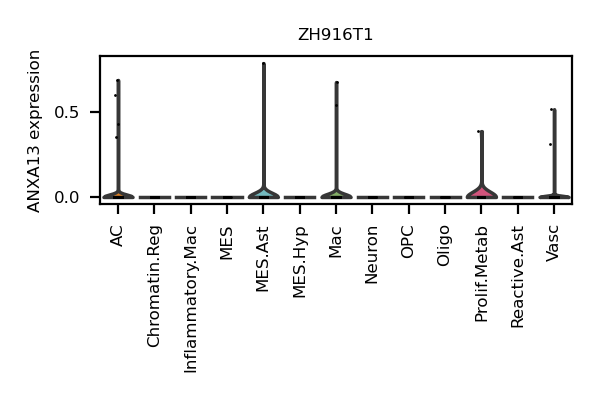 ZH916T1
ANXA13 expression
0.5
0.0
AC
Chromatin.Reg
Inflammatory.Mac
MES
MES.Ast
MES.Hyp
Mac
Neuron
OPC
Oligo
Prolif.Metab
Reactive.Ast
Vasc